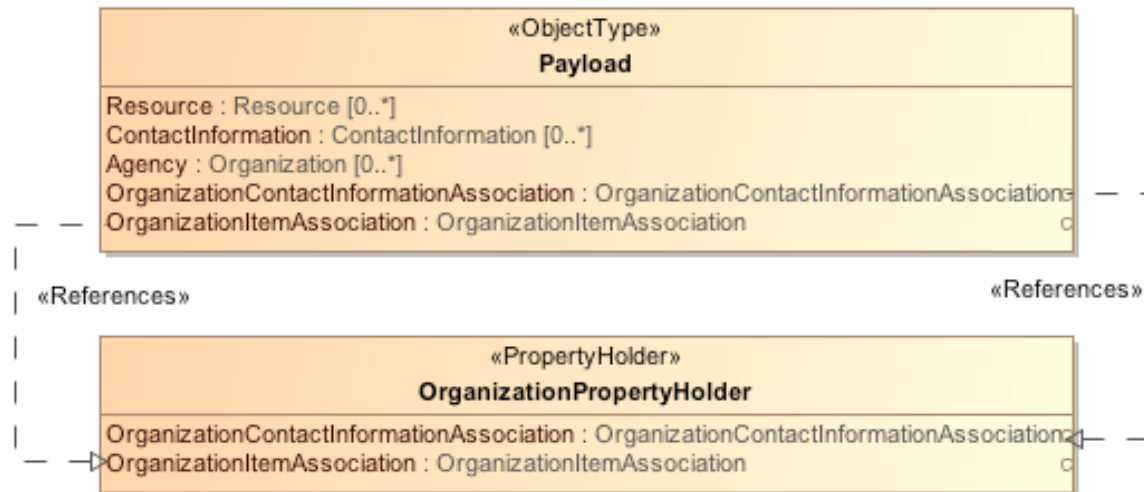 «ObjectType»
Payload
Resource : Resource [0..*]
ContactInformation : ContactInformation [0..*]
Agency : Organization [0..*]
OrganizationContactInformationAssociation : OrganizationContactInformationAssociation
OrganizationItemAssociation : OrganizationItemAssociation
«References»
«References»
«PropertyHolder»
OrganizationPropertyHolder
OrganizationContactInformationAssociation : OrganizationContactInformationAssociation
OrganizationItemAssociation : OrganizationItemAssociation